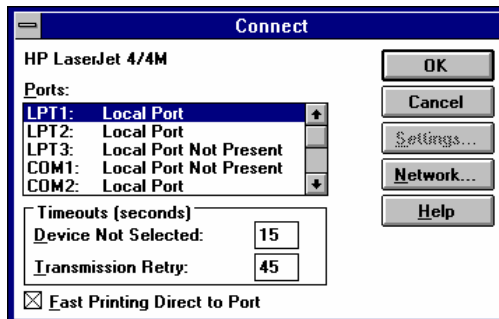 Connect
HP LaserJet 4/4M
Ports:
LPT1: Local Port
LPT2: Local Port
LPT3: Local Port Not Present
COM1: Local Port Not Present
COM2: Local Port
Timeouts (seconds)
Device Not Selected: 15
Transmission Retry: 45
Fast Printing Direct to Port
OK
Cancel
Settings...
Network...
Help